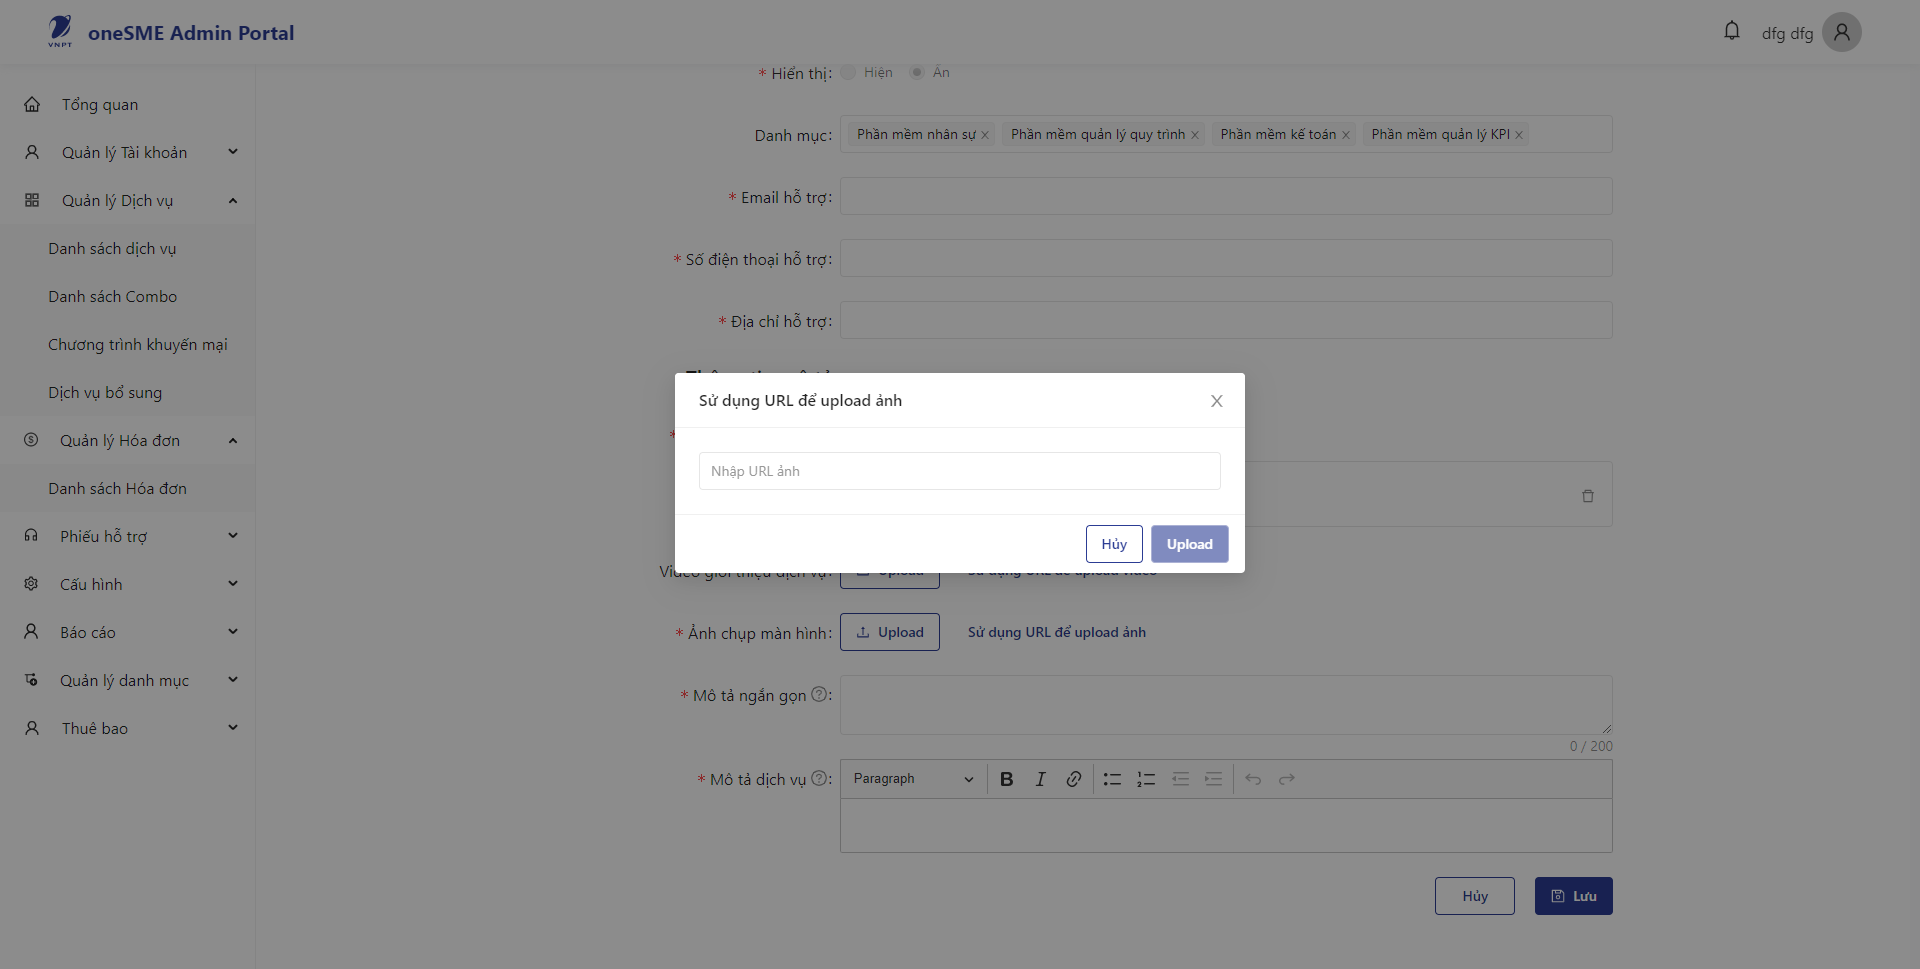 VNPT
oneSME Admin Portal
dfg dfg
Tổng quan
Quản lý Tài khoản
Quản lý Dịch vụ
Danh sách dịch vụ
Danh sách Combo
Chương trình khuyến mại
Dịch vụ bổ sung
Quản lý Hóa đơn
Danh sách Hóa đơn
Phiếu hỗ trợ
Cấu hình
Báo cáo
Quản lý danh mục
Thuê bao
* Hiển thị: Hiện Ẩn
Danh mục: Phần mềm nhân sự Phần mềm quản lý quy trình Phần mềm kế toán Phần mềm quản lý KPI
* Email hỗ trợ:
* Số điện thoại hỗ trợ:
* Địa chỉ hỗ trợ:
Sử dụng URL để upload ảnh
Nhập URL ảnh
Hủy Upload
Video giới thiệu dịch vụ: Upload Sử dụng URL để upload video
* Ảnh chụp màn hình: Upload Sử dụng URL để upload ảnh
* Mô tả ngắn gọn :
0 / 200
* Mô tả dịch vụ : Paragraph
Hủy Lưu